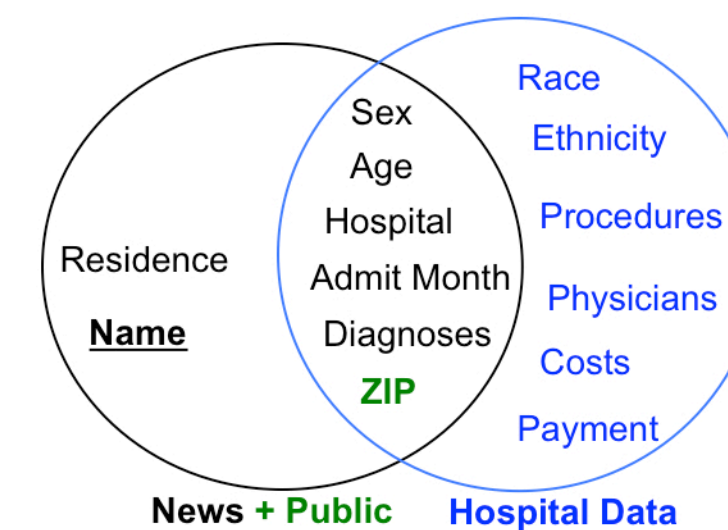 Residence
Name
Sex
Age
Hospital
Admit Month
Diagnoses
ZIP
Race
Ethnicity
Procedures
Physicians
Costs
Payment
News + Public
Hospital Data